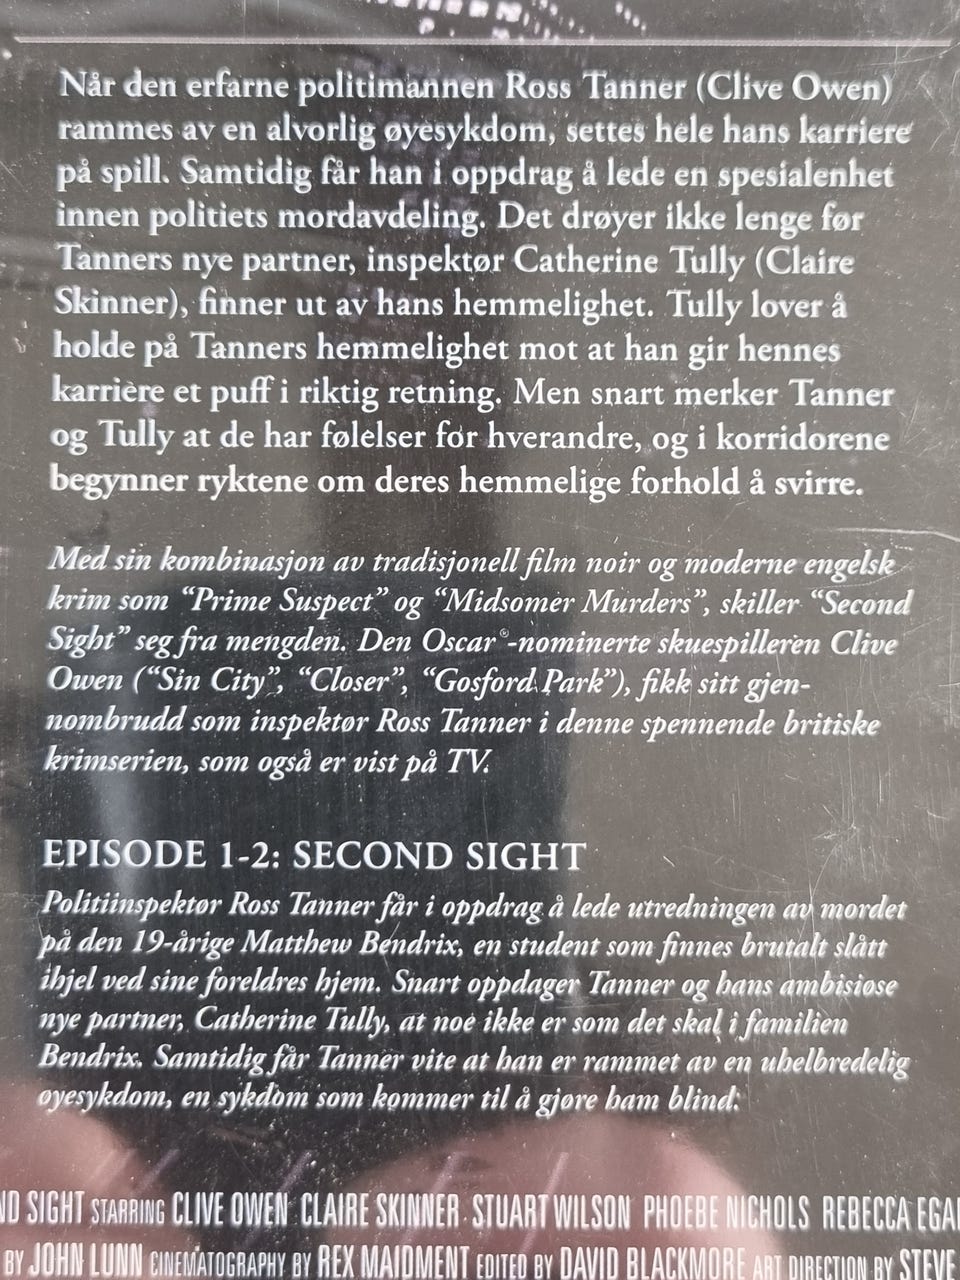 Når den erfarne politimannen Ross Tanner (Clive Owen)
rammes av en alvorlig øyesykdom, settes hele hans karriere
på spill. Samtidig får han i oppdrag å lede en spesialenhet
innen politiets mordavdeling. Det drøyer ikke lenge før
Tanners nye partner, inspektør Catherine Tully (Claire
Skinner), finner ut av hans hemmelighet. Tully lover å
holde på Tanners hemmelighet mot at han gir hennes
karrière et puff i riktig retning. Men snart merker Tanner
og Tully at de har følelser for hverandre, og i korridorene
begynner ryktene om deres hemmelige forhold å svirre.
Med sin kombinasjon av tradisjonell film noir og moderne engelsk
krim som “Prime Suspect” og “Midsomer Murders”, skiller “Second
Sight” seg fra mengden. Den Oscar®-nominerte skuespilleren Clive
Owen (“Sin City”, “Closer”, “Gosford Park”), fikk sitt gjen-
nombrudd som inspektør Ross Tanner i denne spennende britiske
krimserien, som også er vist på TV.
EPISODE 1-2: SECOND SIGHT
Politiinspektør Ross Tanner får i oppdrag å lede utredningen av mordet
på den 19-årige Matthew Bendrix, en student som finnes brutalt slått
ihjel ved sine foreldres hjem. Snart oppdager Tanner og hans ambisiøse
nye partner, Catherine Tully, at noe ikke er som det skal i familien
Bendrix. Samtidig får Tanner vite at han er rammet av en uhelbredelig
øyesykdom, en sykdom som kommer til å gjøre ham blind.
ND SIGHT STARRING CLIVE OWEN CLAIRE SKINNER STUART WILSON PHOEBE NICHOLS REBECCA EGA
BY JOHN LUNN CINEMATOGRAPHY BY REX MAIDMENT EDITED BY DAVID BLACKMORE ART DIRECTION BY STEVE